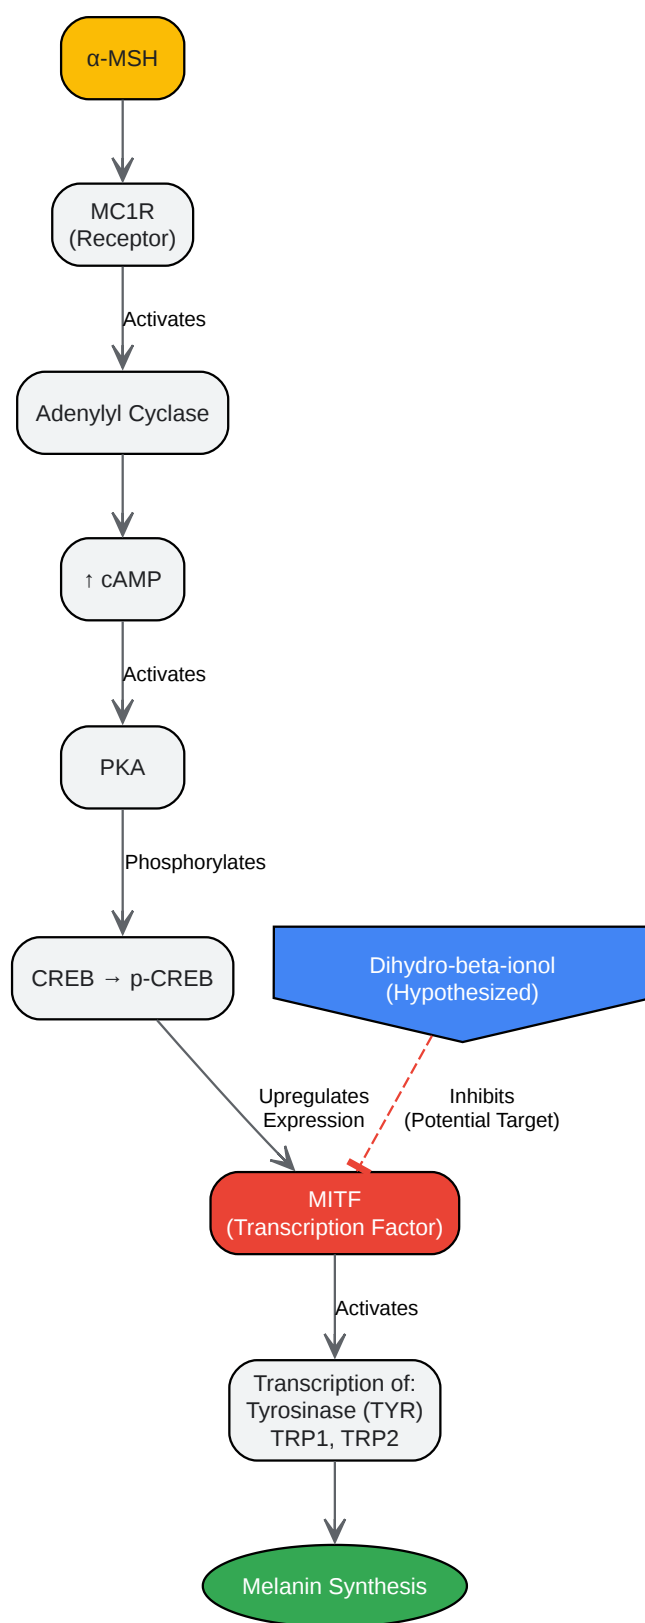 α-MSH
MC1R
(Receptor)
Activates
Adenylyl Cyclase
↑ cAMP
Activates
PKA
Phosphorylates
CREB → p-CREB
Dihydro-beta-ionol
(Hypothesized)
Upregulates
Expression
Inhibits
(Potential Target)
MITF
(Transcription Factor)
Activates
Transcription of:
Tyrosinase (TYR)
TRP1, TRP2
Melanin Synthesis